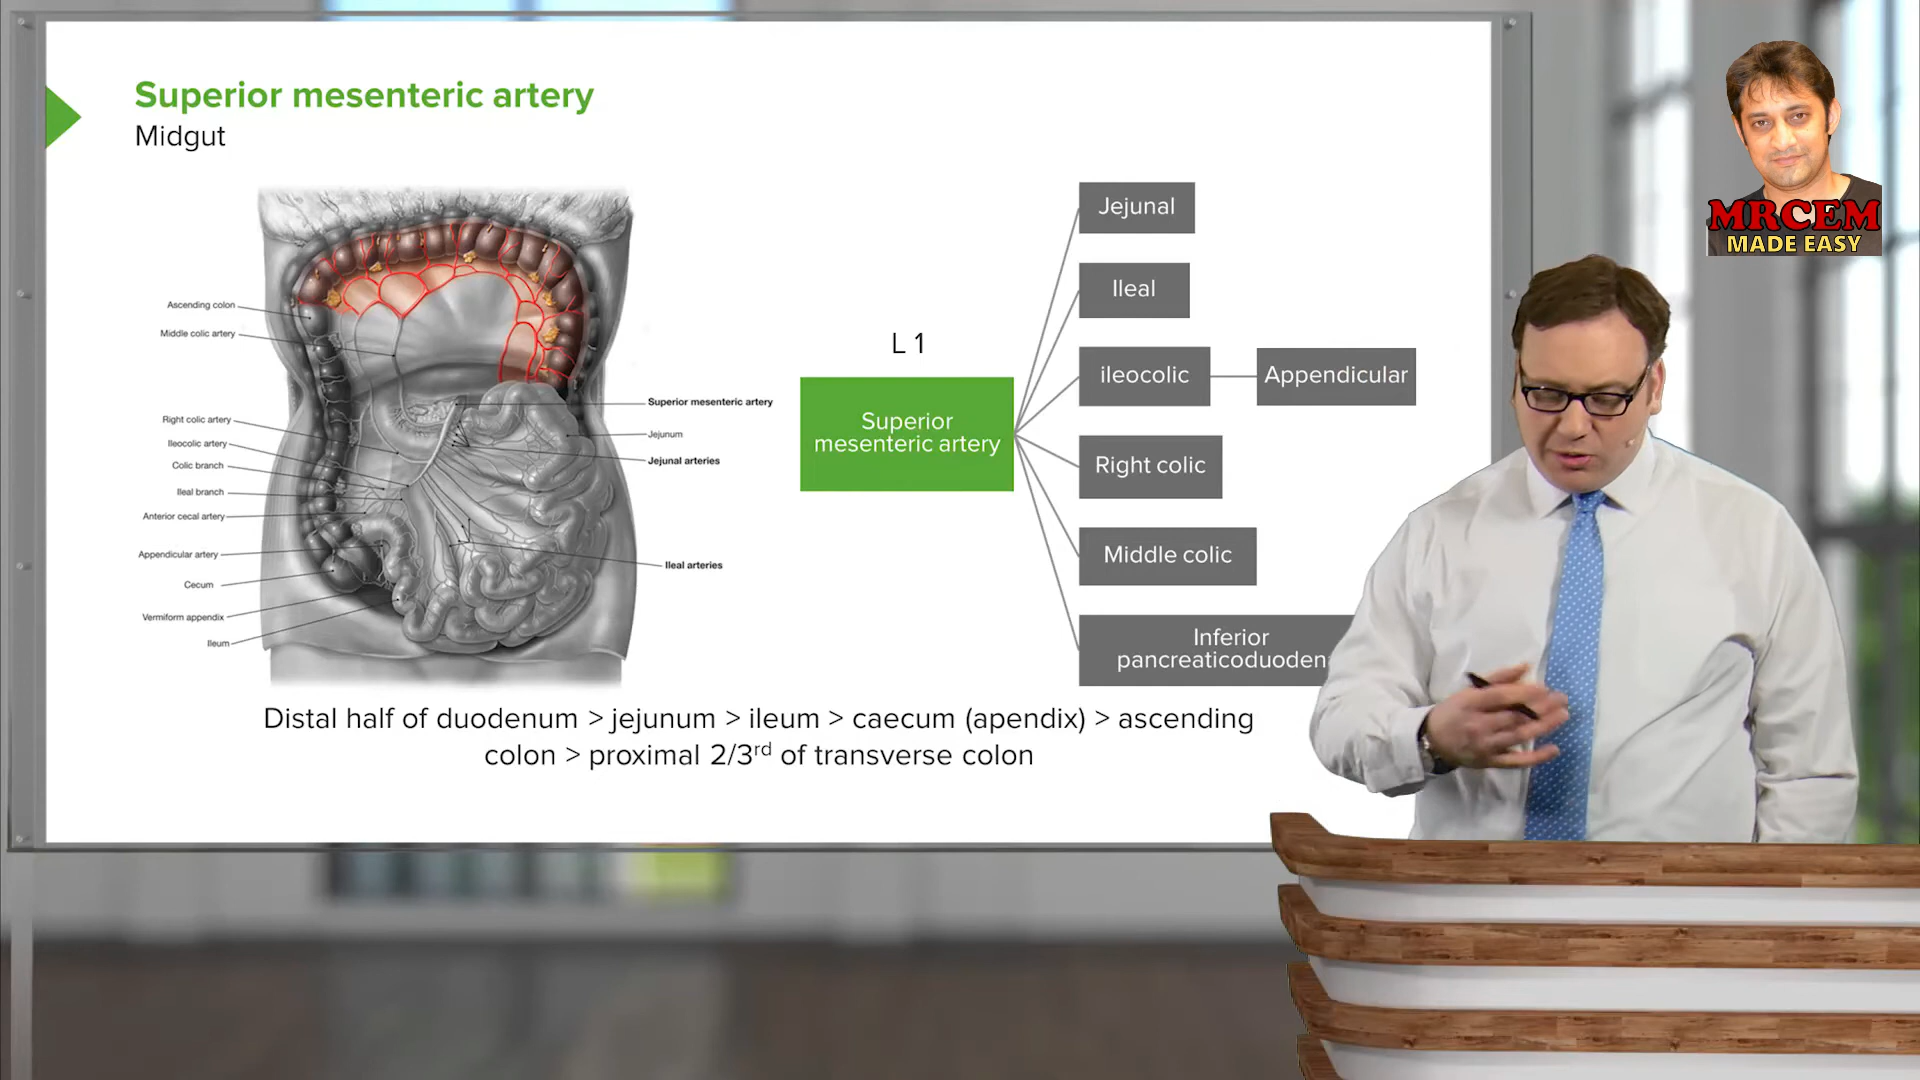 Superior mesenteric artery
Midgut
Ascending colon
Middle colic artery
Right colic artery
Ileocolic artery
Colic branch
Ileal branch
Anterior cecal artery
Appendicular artery
Cecum
Vermiform appendix
Ileum
Superior mesenteric artery
Jejunum
Jejunal arteries
Ileal arteries
L 1
Superior
mesenteric artery
Jejunal
Ileal
ileocolic
Appendicular
Right colic
Middle colic
Inferior
pancreaticoduoden
Distal half of duodenum > jejunum > ileum > caecum (apendix) > ascending
colon > proximal 2/3rd of transverse colon
MRCEM
MADE EASY